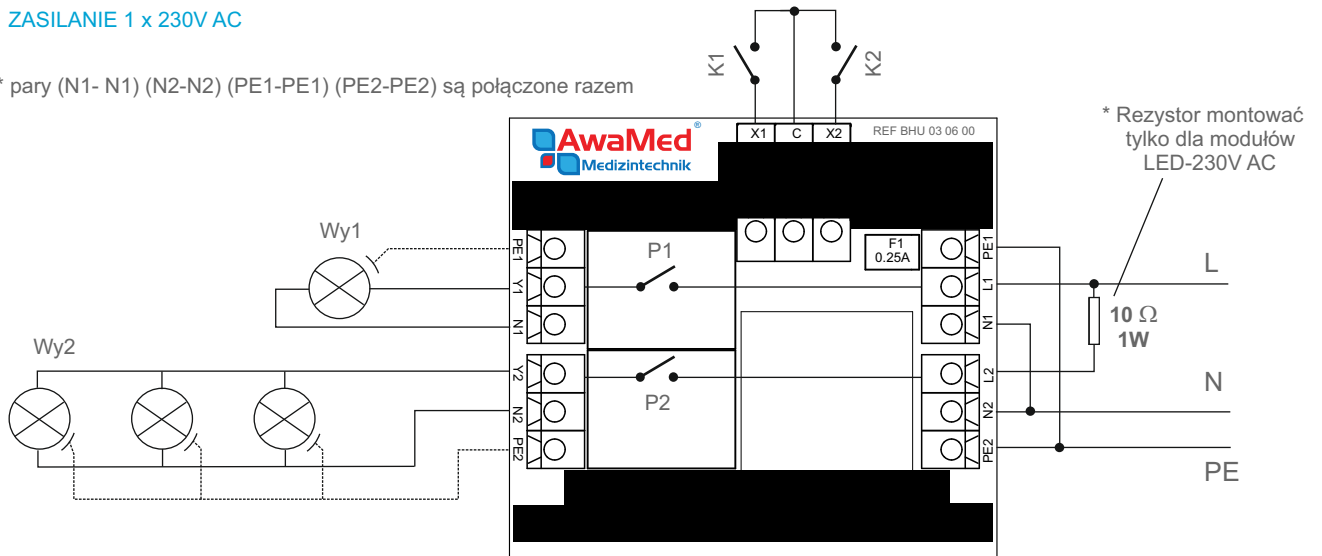 ZASILANIE 1 x 230V AC
* pary (N1- N1) (N2-N2) (PE1-PE1) (PE2-PE2) są połączone razem
K1
K2
* Rezystor montować
tylko dla modułów
LED-230V AC
AwaMed®
Medizintechnik
X1
C
X2
REF BHU 03 06 00
Wy1
PE1
Y1
N1
P1
F1
0.25A
PE1
L1
N1
L
10 Ω
1W
Wy2
Y2
N2
PE2
P2
L2
N2
PE2
N
PE